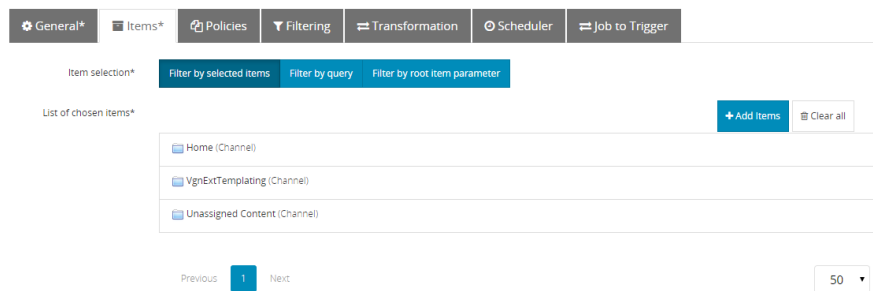 General* Items* Policies Filtering Transformation Scheduler Job to Trigger
Item selection* Filter by selected items Filter by query Filter by root item parameter
List of chosen items* + Add Items Clear all
Home (Channel)
VgnExtTemplating (Channel)
Unassigned Content (Channel)
Previous 1 Next 50